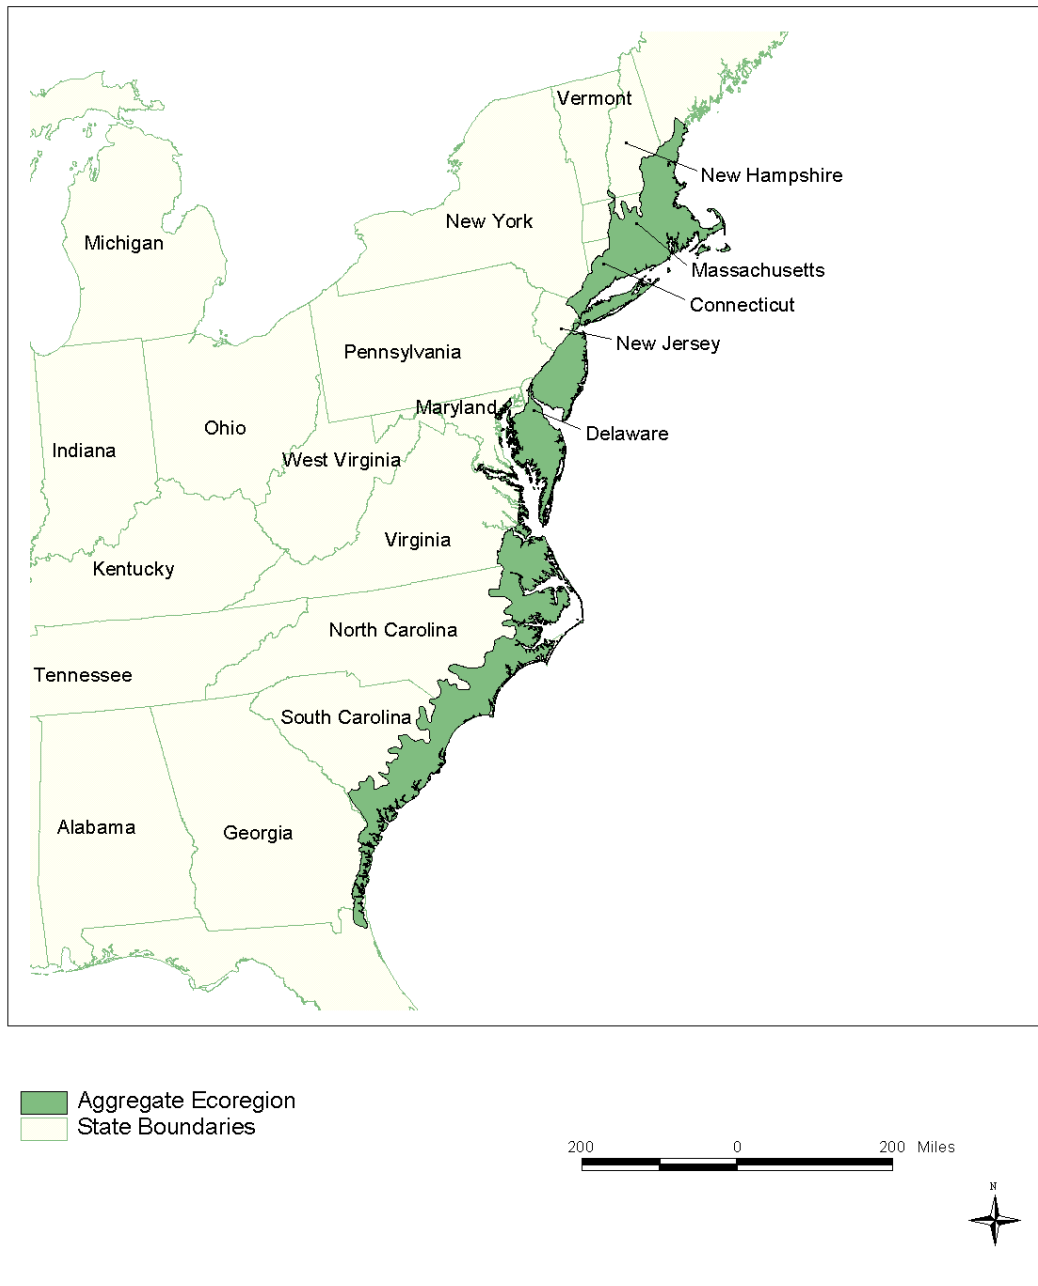 Vermont
New Hampshire
New York
Michigan
Massachusetts
Connecticut
New Jersey
Pennsylvania
Maryland
Ohio
Delaware
Indiana
West Virginia
Virginia
Kentucky
North Carolina
Tennessee
South Carolina
Alabama
Georgia
Aggregate Ecoregion
State Boundaries
200 0 200 Miles
N